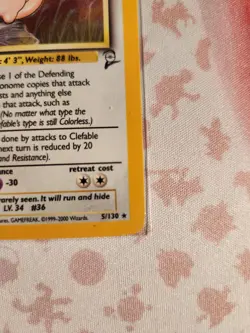 4' 3", Weight: 88 lbs.
2
e 1 of the Defending
onome copies that attack
sts and anything else
that attack, such as
(No matter what type the
fable's type is still Colorless.)
done by attacks to Clefable
next turn is reduced by 20
and Resistance).
ance
retreat cost
-30
rarely seen. It will run and hide
LV. 34 #36
GAMEFREAK. ©1999-2000 Wizards.
5/130 ★